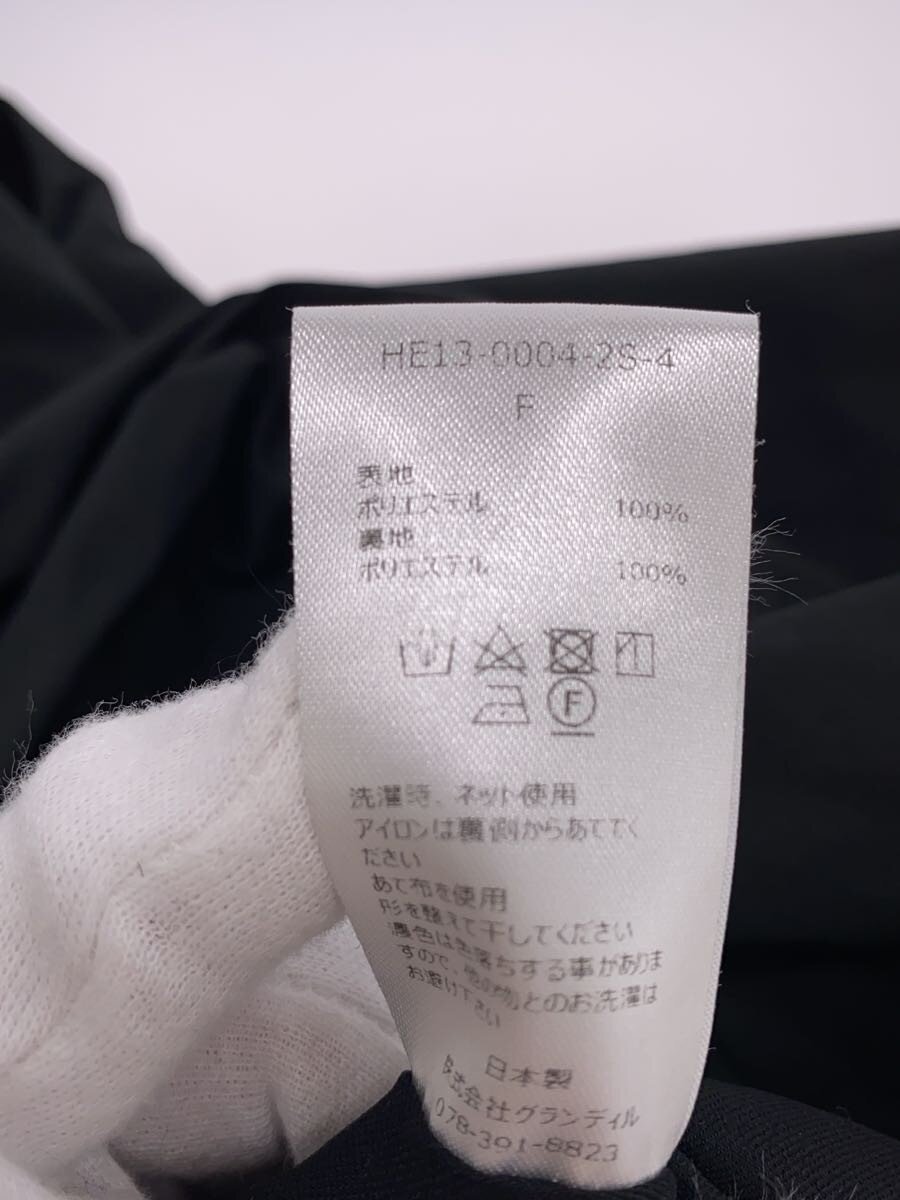 HE13-0004-2S-4
F
表地
ポリエステル 100%
裏地
ポリエステル 100%
F
洗濯時、ネット使用
アイロンは裏側からあててく
ださい
あて布を使用
形を整えて干してください
濃色は色落ちする事がありま
すので、他の物とのお洗濯は
お避け下さい
日本製
株式会社グランディル
078-391-8823